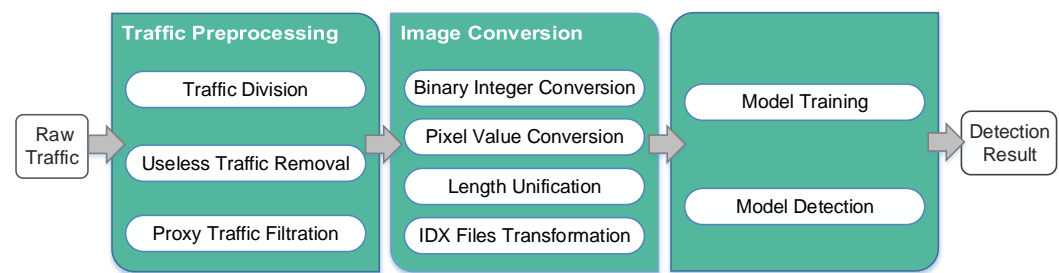 Raw
Traffic
Traffic Preprocessing
Traffic Division
Useless Traffic Removal
Proxy Traffic Filtration
Image Conversion
Binary Integer Conversion
Pixel Value Conversion
Length Unification
IDX Files Transformation
Model Training
Model Detection
Detection
Result